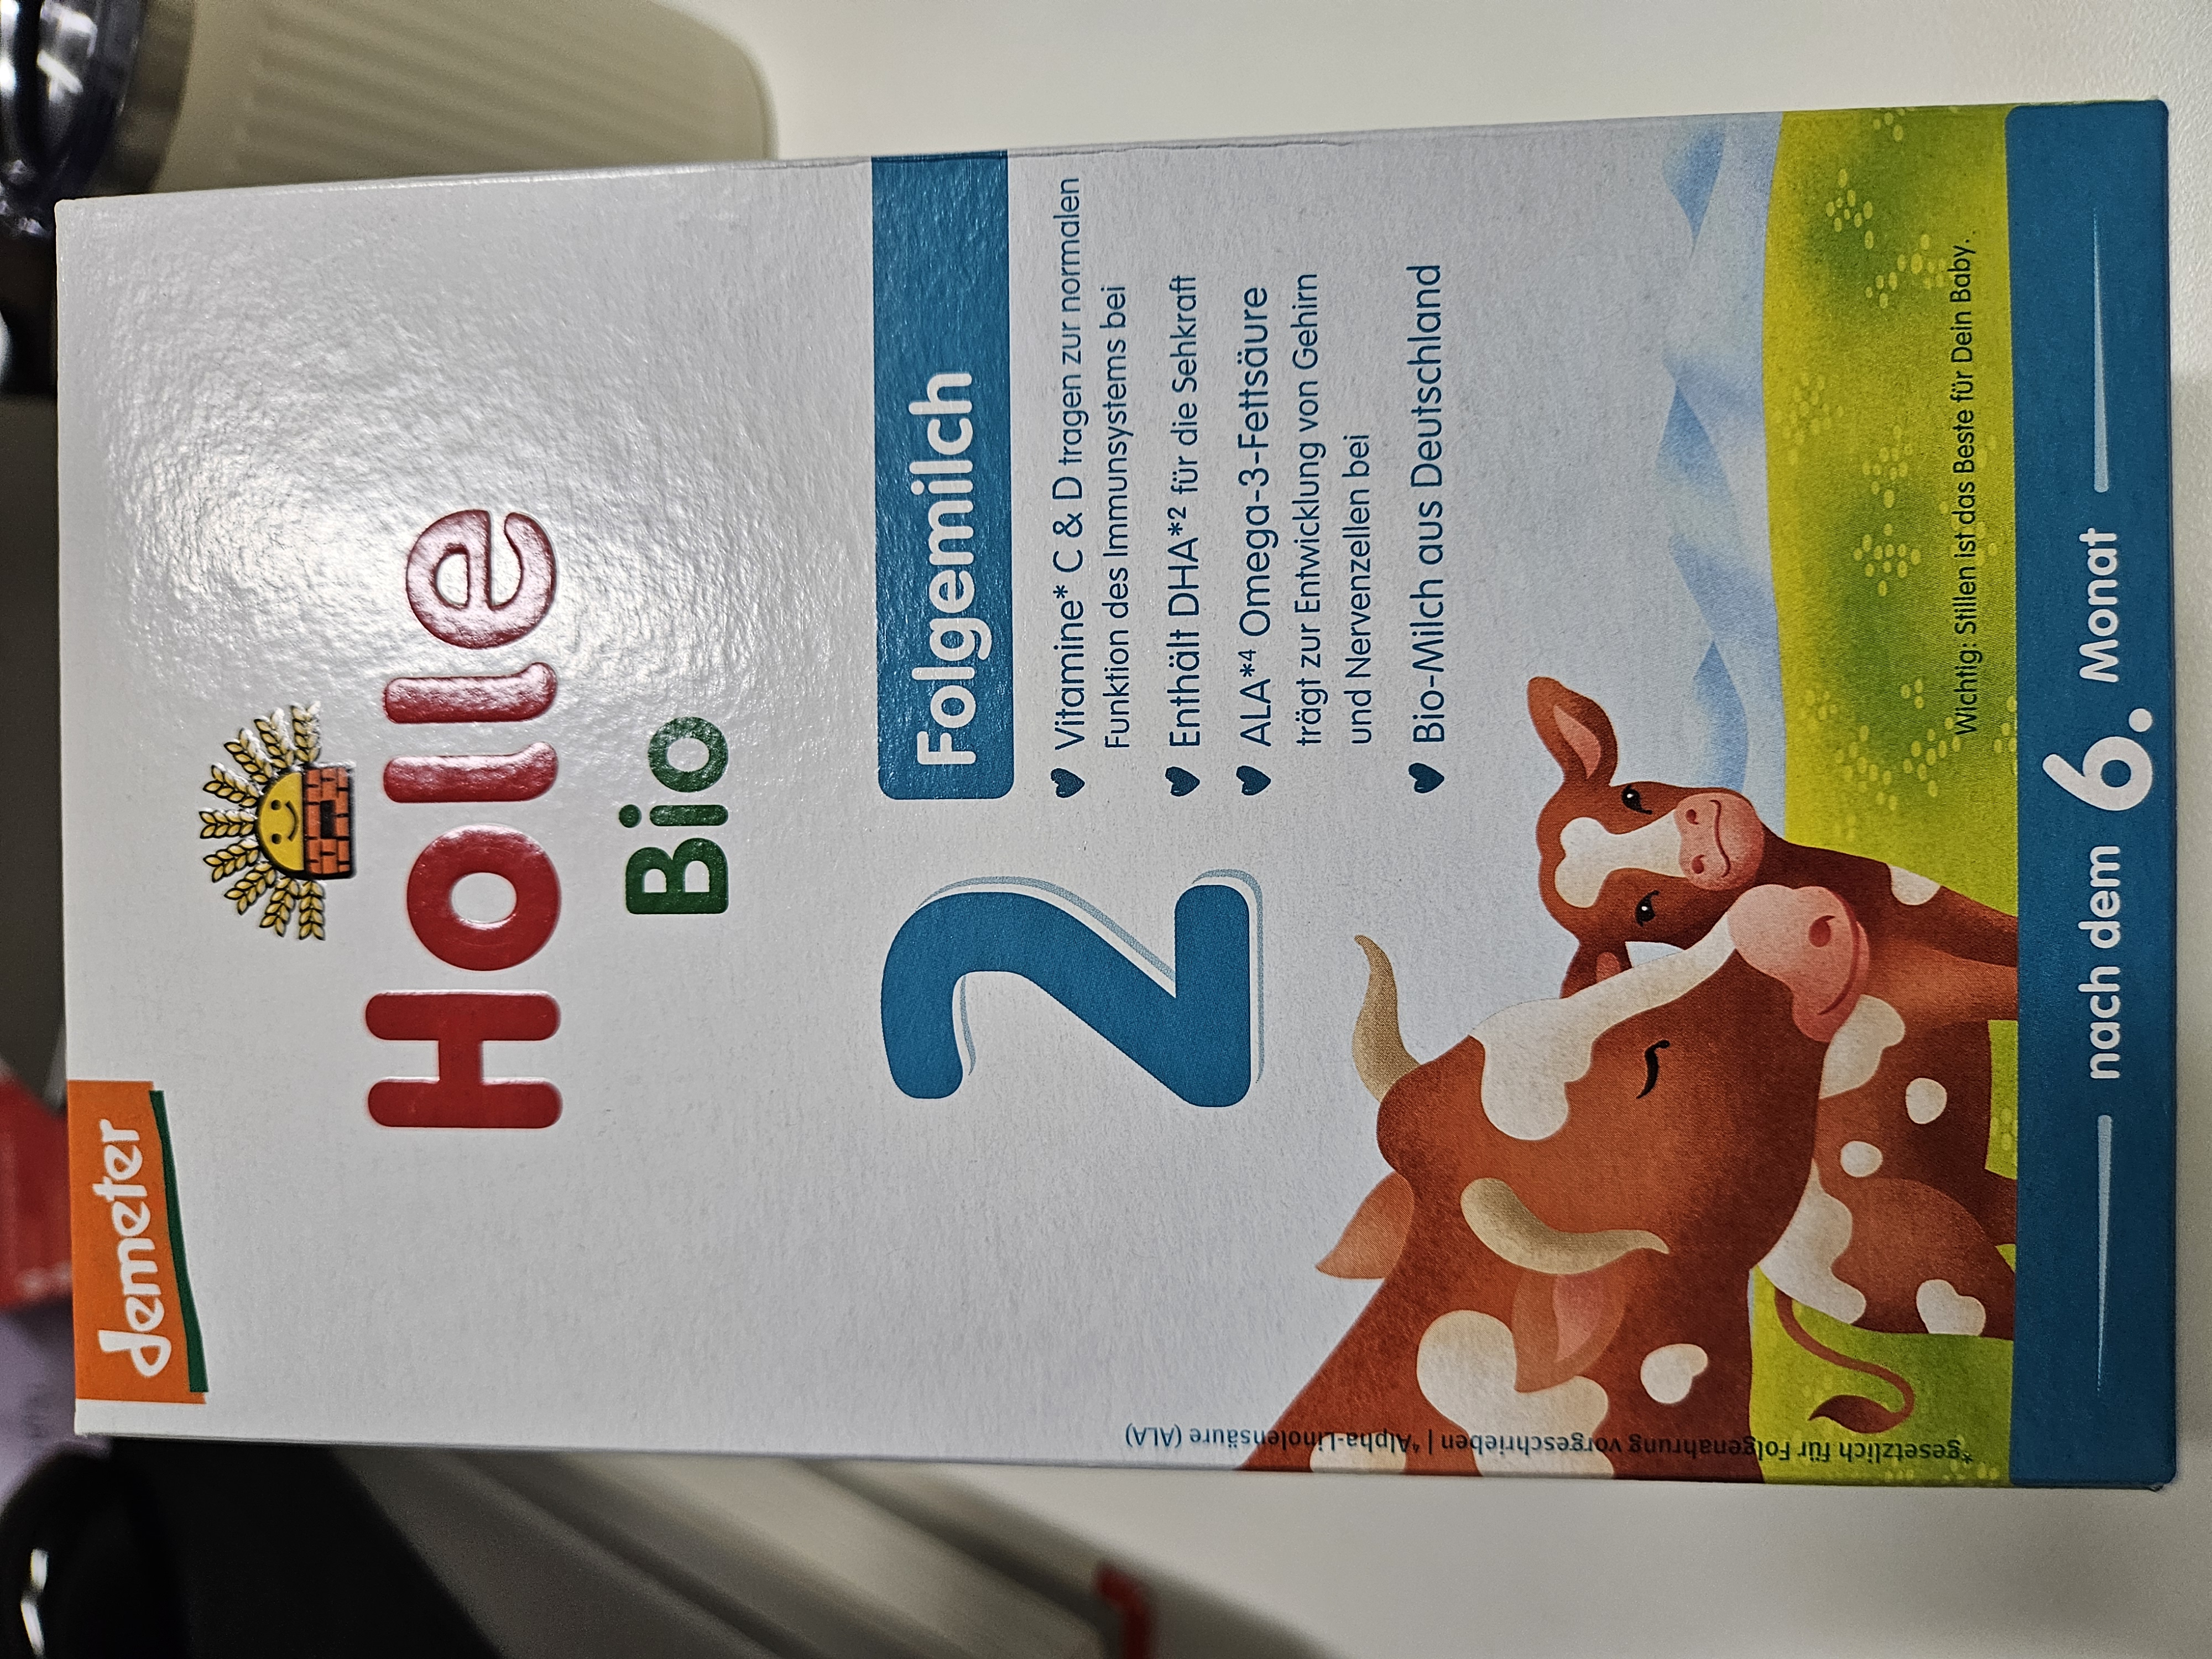 demeter
Holle
Bio
2
Folgemilch
Vitamine* C & D tragen zur normalen
Funktion des Immunsystems bei
Enthält DHA*² für die Sehkraft
ALA*⁴ Omega-3-Fettsäure
trägt zur Entwicklung von Gehirn
und Nervenzellen bei
Bio-Milch aus Deutschland
*gesetzlich für Folgenahrung vorgeschrieben | ⁴Alpha-Linolensäure (ALA)
Wichtig: Stillen ist das Beste für Dein Baby.
nach dem 6. Monat